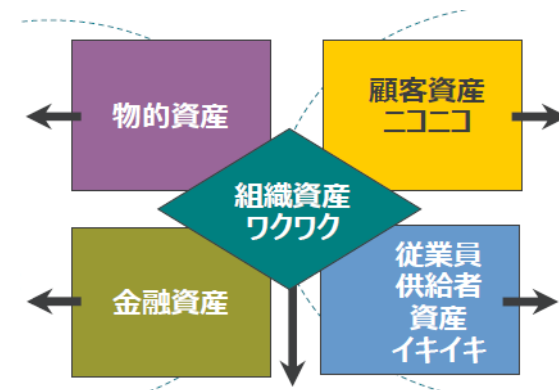 物的資産
顧客資産
ニコニコ
組織資産
ワクワク
金融資産
従業員
供給者
資産
イキイキ